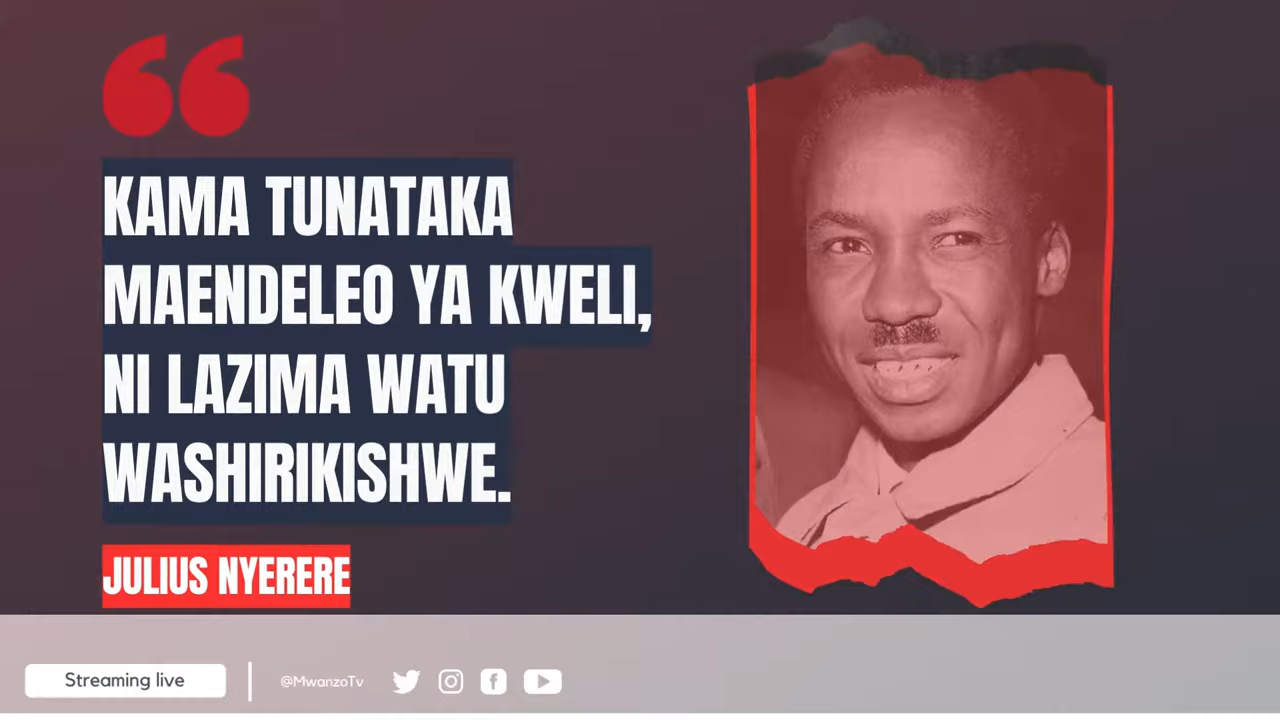 KAMA TUNATAKA
MAENDELEO YA KWELI,
NI LAZIMA WATU
WASHIRIKISHWE.
JULIUS NYERERE
Streaming live
@MwanzoTv